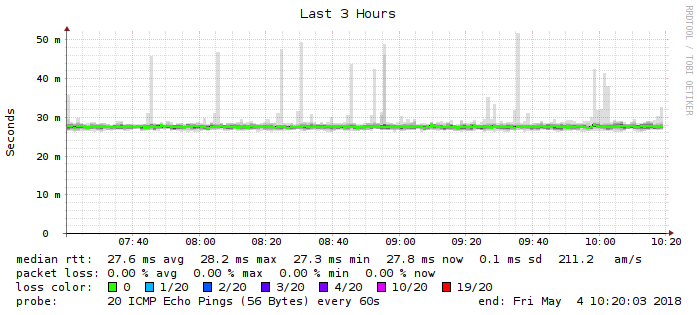 Last 3 Hours
RRDTOOL / TOBI OETIKER
Seconds
50 m
40 m
30 m
20 m
10 m
0
07:40 08:00 08:20 08:40 09:00 09:20 09:40 10:00 10:20
median rtt: 27.6 ms avg 28.2 ms max 27.3 ms min 27.8 ms now 0.1 ms sd 211.2 am/s
packet loss: 0.00 % avg 0.00 % max 0.00 % min 0.00 % now
loss color: 0 1/20 2/20 3/20 4/20 10/20 19/20
probe: 20 ICMP Echo Pings (56 Bytes) every 60s end: Fri May 4 10:20:03 2018